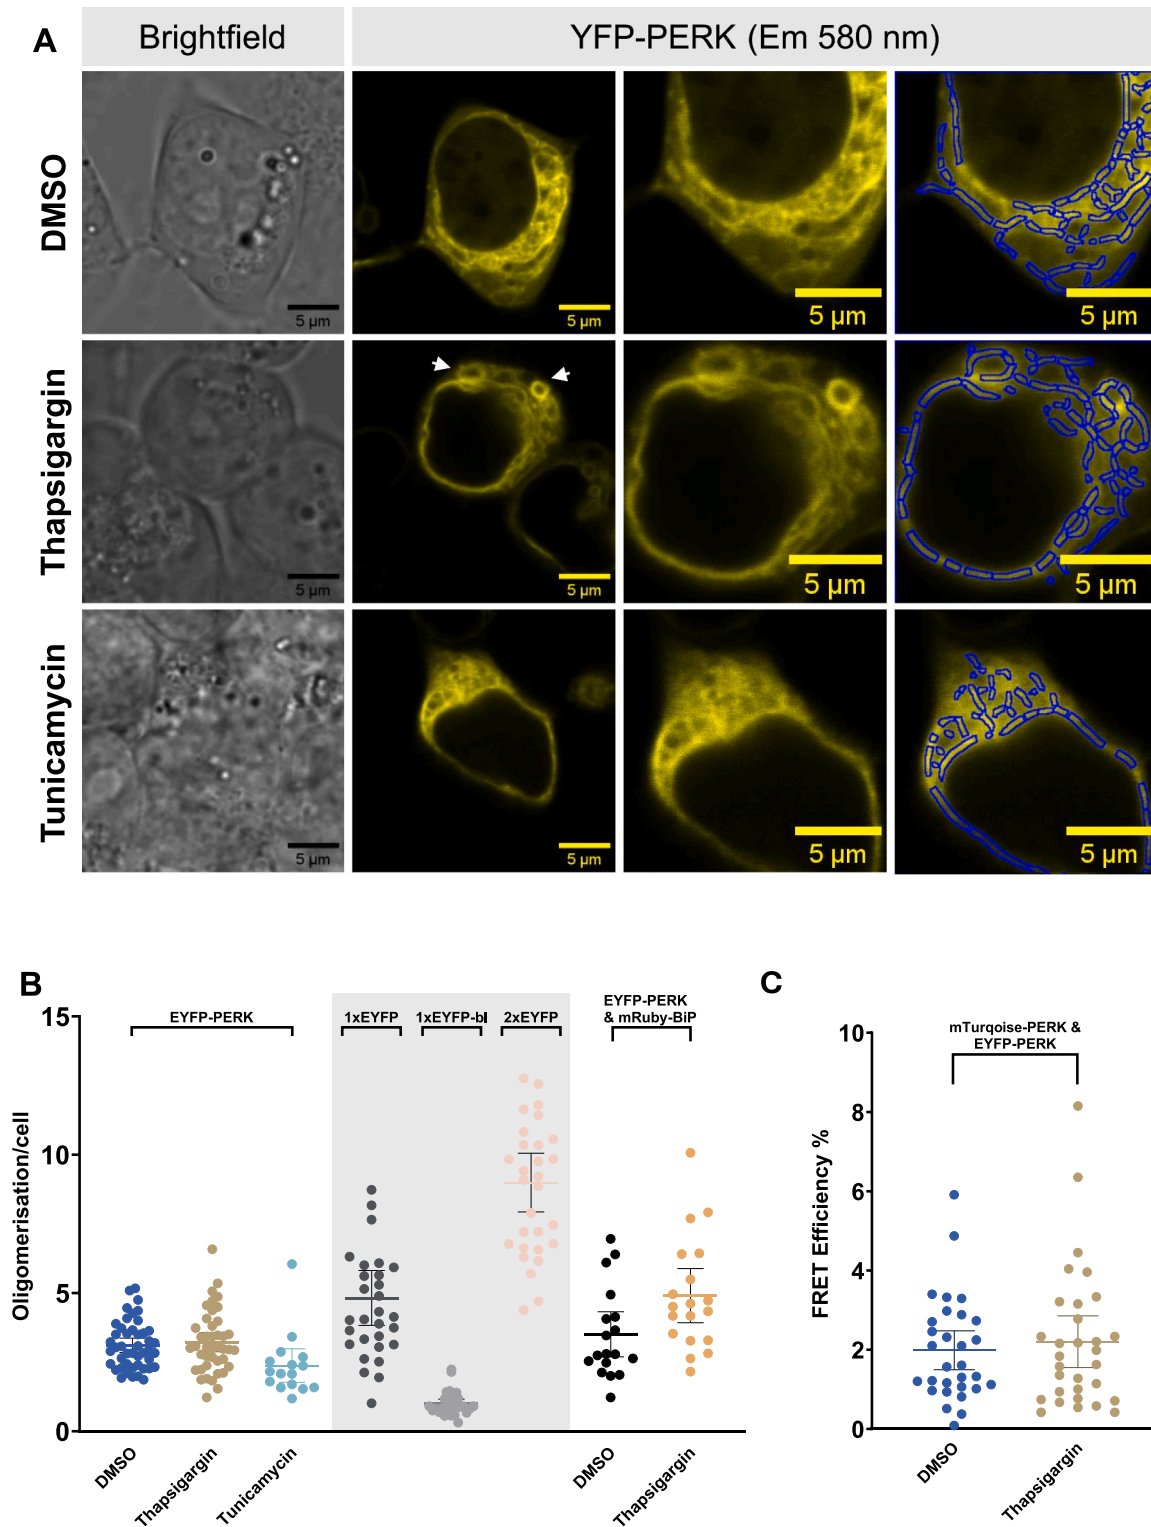 A
Brightfield
YFP-PERK (Em 580 nm)
DMSO
5 µm
5 µm
5 µm
5 µm
Thapsigargin
5 µm
5 µm
5 µm
5 µm
Tunicamycin
5 µm
5 µm
5 µm
5 µm
B
Oligomerisation/cell
15
10
5
0
EYFP-PERK
1xEYFP
1xEYFP-bl
2xEYFP
EYFP-PERK
& mRuby-BiP
DMSO
Thapsigargin
Tunicamycin
DMSO
Thapsigargin
C
FRET Efficiency %
10
8
6
4
2
0
mTurqoise-PERK &
EYFP-PERK
DMSO
Thapsigargin